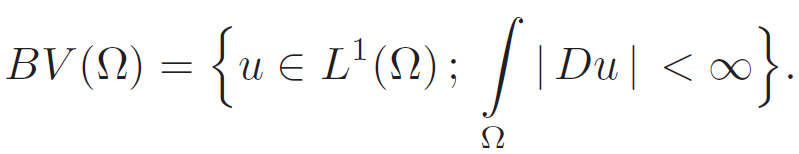 BV(Ω) = {u ∈ L¹(Ω) ; ∫_Ω | Du | < ∞}.